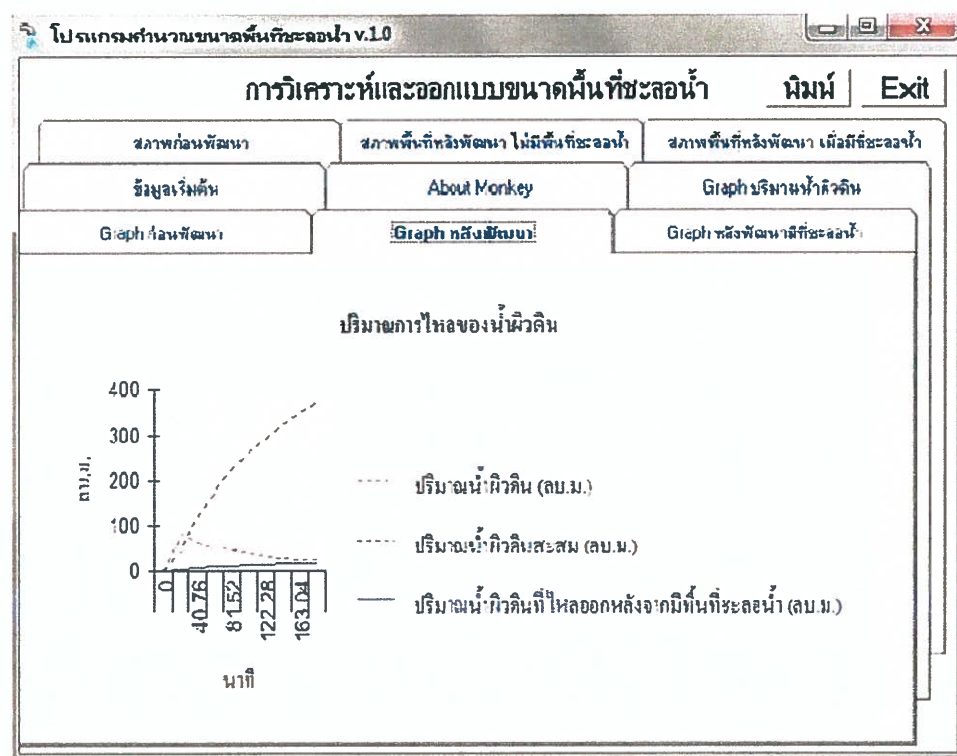 โปรแกรมคำนวณขนาดพื้นที่ชะลอน้ำ v.1.0
การวิเคราะห์และออกแบบขนาดพื้นที่ชะลอน้ำ พิมพ์ Exit
สภาพก่อนพัฒนา สภาพพื้นที่หลังพัฒนา ไม่มีพื้นที่ชะลอน้ำ สภาพพื้นที่หลังพัฒนา เมื่อมีที่ชะลอน้ำ
ข้อมูลเริ่มต้น About Monkey Graph ปริมาณน้ำผิวดิน
Graph ก่อนพัฒนา Graph หลังพัฒนา Graph หลังพัฒนามีที่ชะลอน้ำ
ปริมาณการไหลของน้ำผิวดิน
400
300
200
100
0
ลบ.ม.
0 40.76 81.52 122.28 163.04
นาที
ปริมาณน้ำผิวดิน (ลบ.ม.)
ปริมาณน้ำผิวดินสะสม (ลบ.ม.)
ปริมาณน้ำผิวดินที่ไหลออกหลังจากมีพื้นที่ชะลอน้ำ (ลบ.ม.)